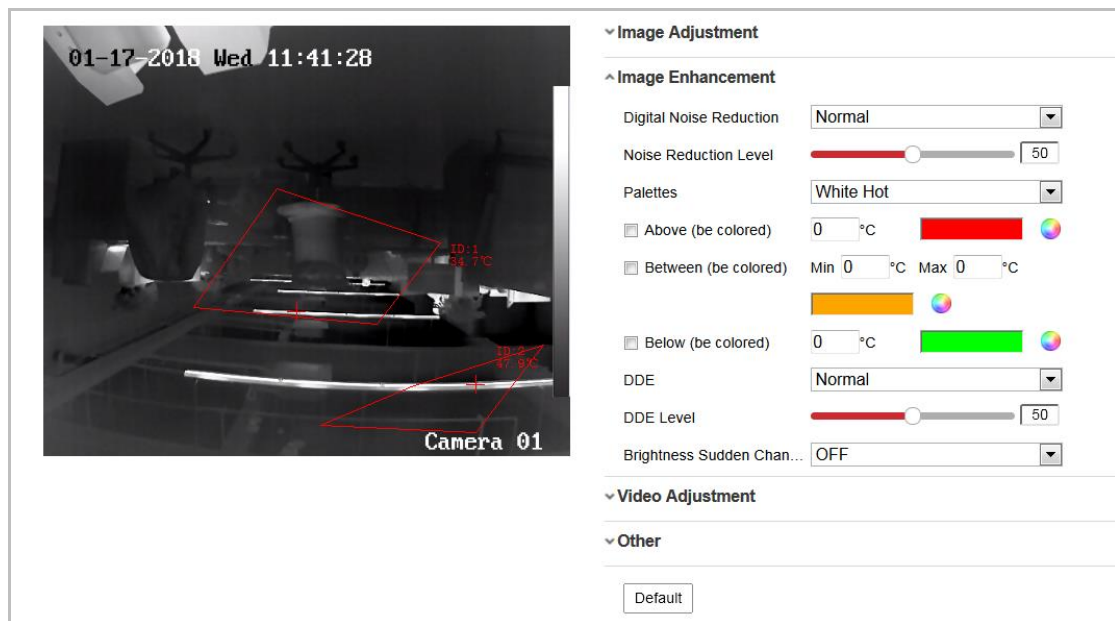 01-17-2018 Wed 11:41:28
ID:1
34.7°C
ID:2
47.9°C
Camera 01
Image Adjustment
Image Enhancement
Digital Noise Reduction Normal
Noise Reduction Level 50
Palettes White Hot
Above (be colored) 0 °C
Between (be colored) Min 0 °C Max 0 °C
Below (be colored) 0 °C
DDE Normal
DDE Level 50
Brightness Sudden Chan... OFF
Video Adjustment
Other
Default